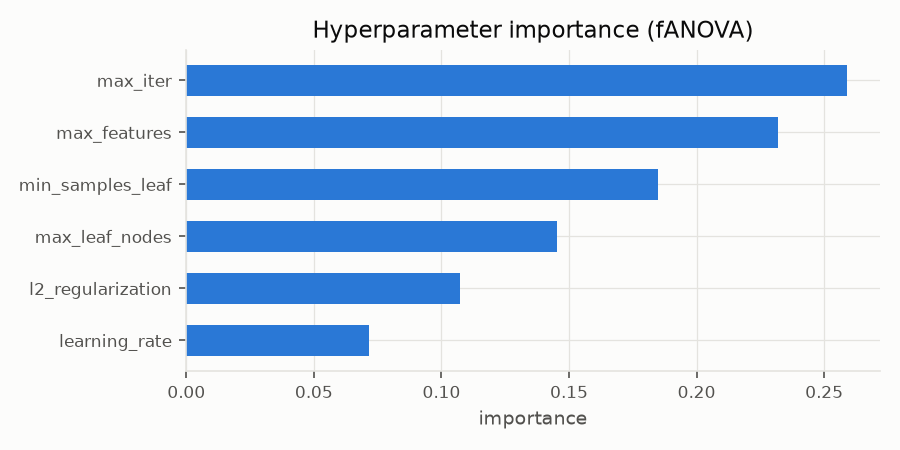 Hyperparameter importance (fANOVA)
max_iter
max_features
min_samples_leaf
max_leaf_nodes
l2_regularization
learning_rate
0.00 0.05 0.10 0.15 0.20 0.25
importance